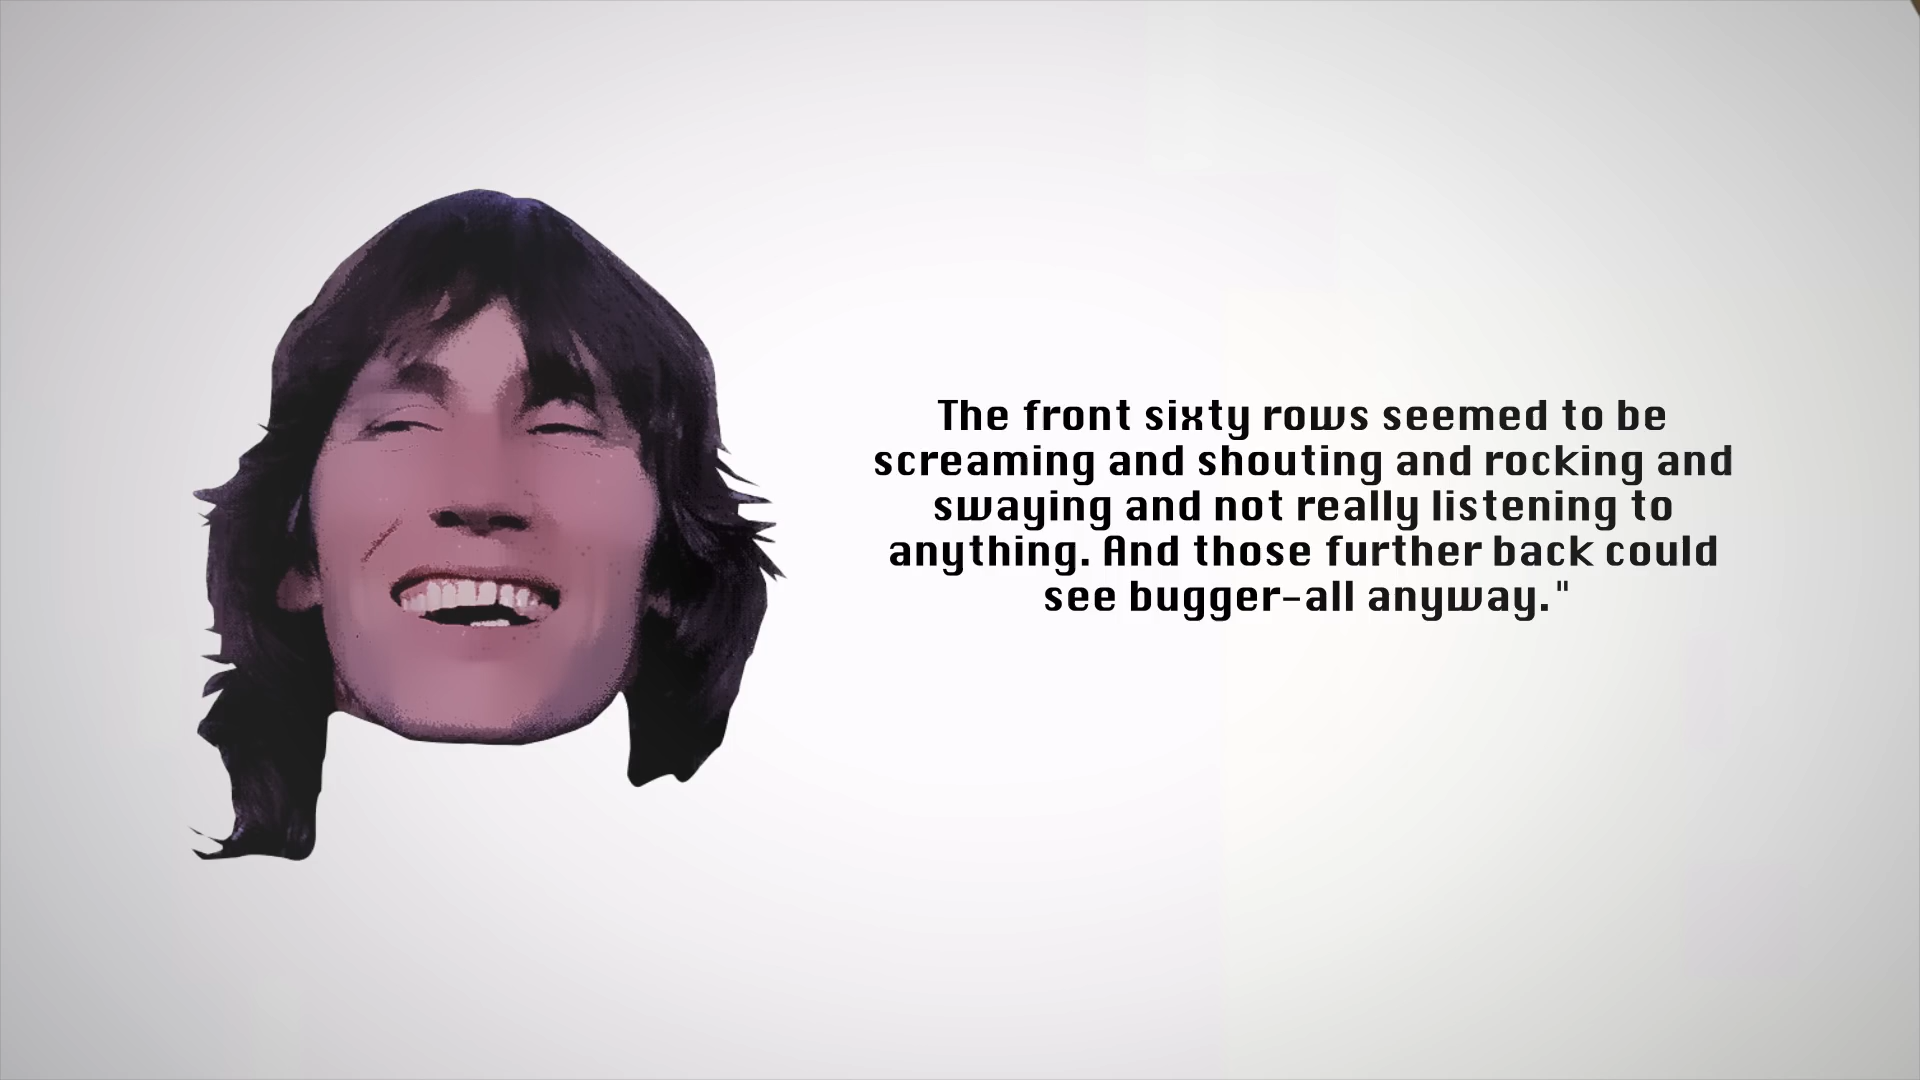 The front sixty rows seemed to be
screaming and shouting and rocking and
swaying and not really listening to
anything. And those further back could
see bugger-all anyway."